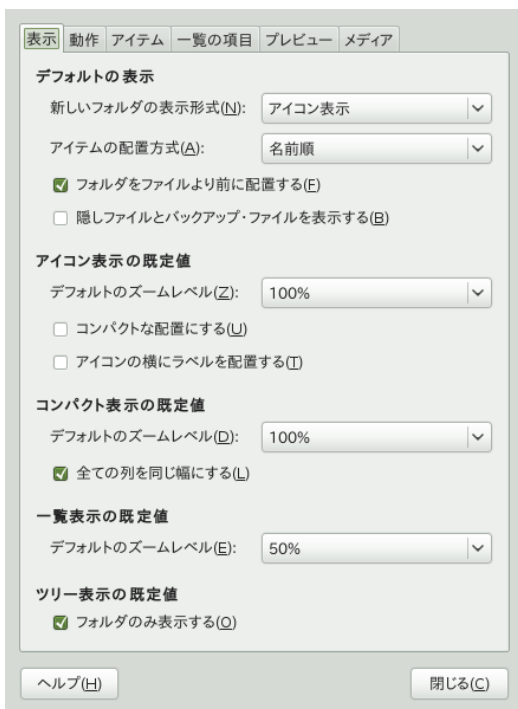 表示 動作 アイテム 一覧の項目 プレビュー メディア
デフォルトの表示
新しいフォルダの表示形式(N): アイコン表示
アイテムの配置方式(A): 名前順
フォルダをファイルより前に配置する(F)
隠しファイルとバックアップ・ファイルを表示する(B)
アイコン表示の既定値
デフォルトのズームレベル(Z): 100%
コンパクトな配置にする(U)
アイコンの横にラベルを配置する(T)
コンパクト表示の既定値
デフォルトのズームレベル(D): 100%
全ての列を同じ幅にする(L)
一覧表示の既定値
デフォルトのズームレベル(E): 50%
ツリー表示の既定値
フォルダのみ表示する(O)
ヘルプ(H) 閉じる(C)